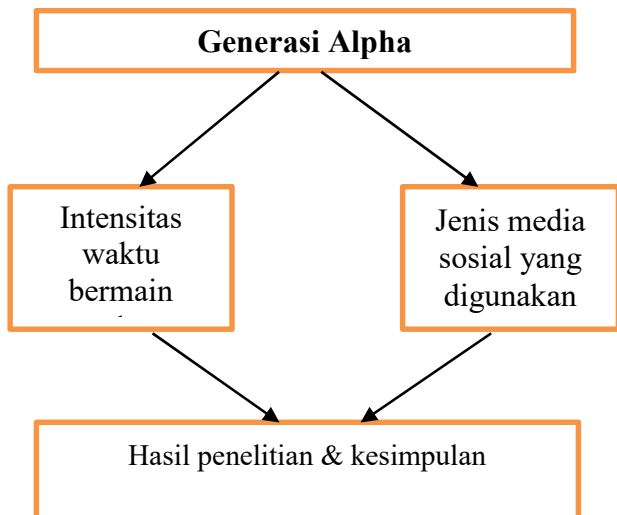 Generasi Alpha
Intensitas
waktu
bermain
Jenis media
sosial yang
digunakan
Hasil penelitian & kesimpulan